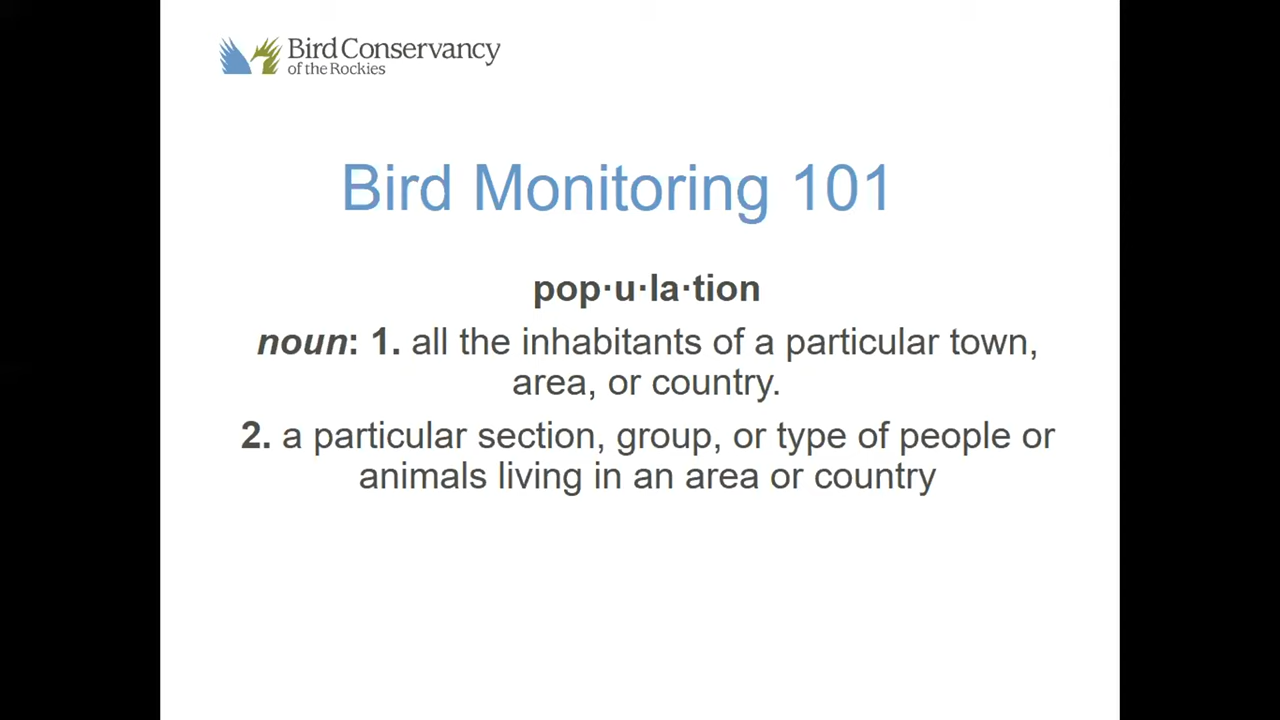 Bird Conservancy
of the Rockies
Bird Monitoring 101
pop·u·la·tion
noun: 1. all the inhabitants of a particular town,
area, or country.
2. a particular section, group, or type of people or
animals living in an area or country